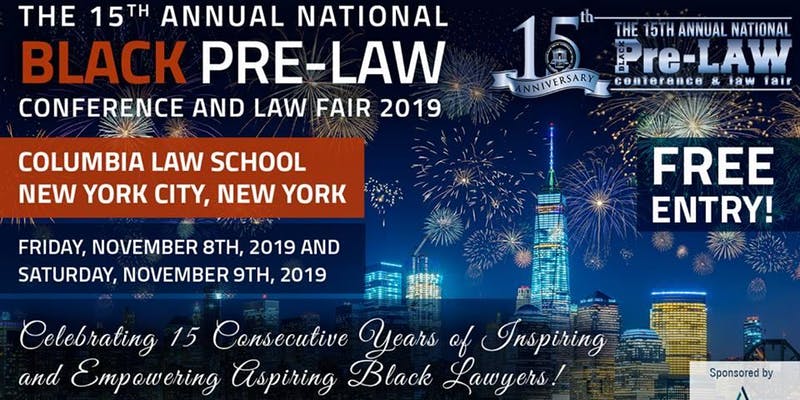 THE 15TH ANNUAL NATIONAL
BLACK PRE-LAW
CONFERENCE AND LAW FAIR 2019
15th
ANNIVERSARY
THE 15TH ANNUAL NATIONAL
BLACK Pre-LAW
conference & law fair
COLUMBIA LAW SCHOOL
NEW YORK CITY, NEW YORK
FREE
ENTRY!
FRIDAY, NOVEMBER 8TH, 2019 AND
SATURDAY, NOVEMBER 9TH, 2019
Celebrating 15 Consecutive Years of Inspiring
and Empowering Aspiring Black Lawyers!
Sponsored by